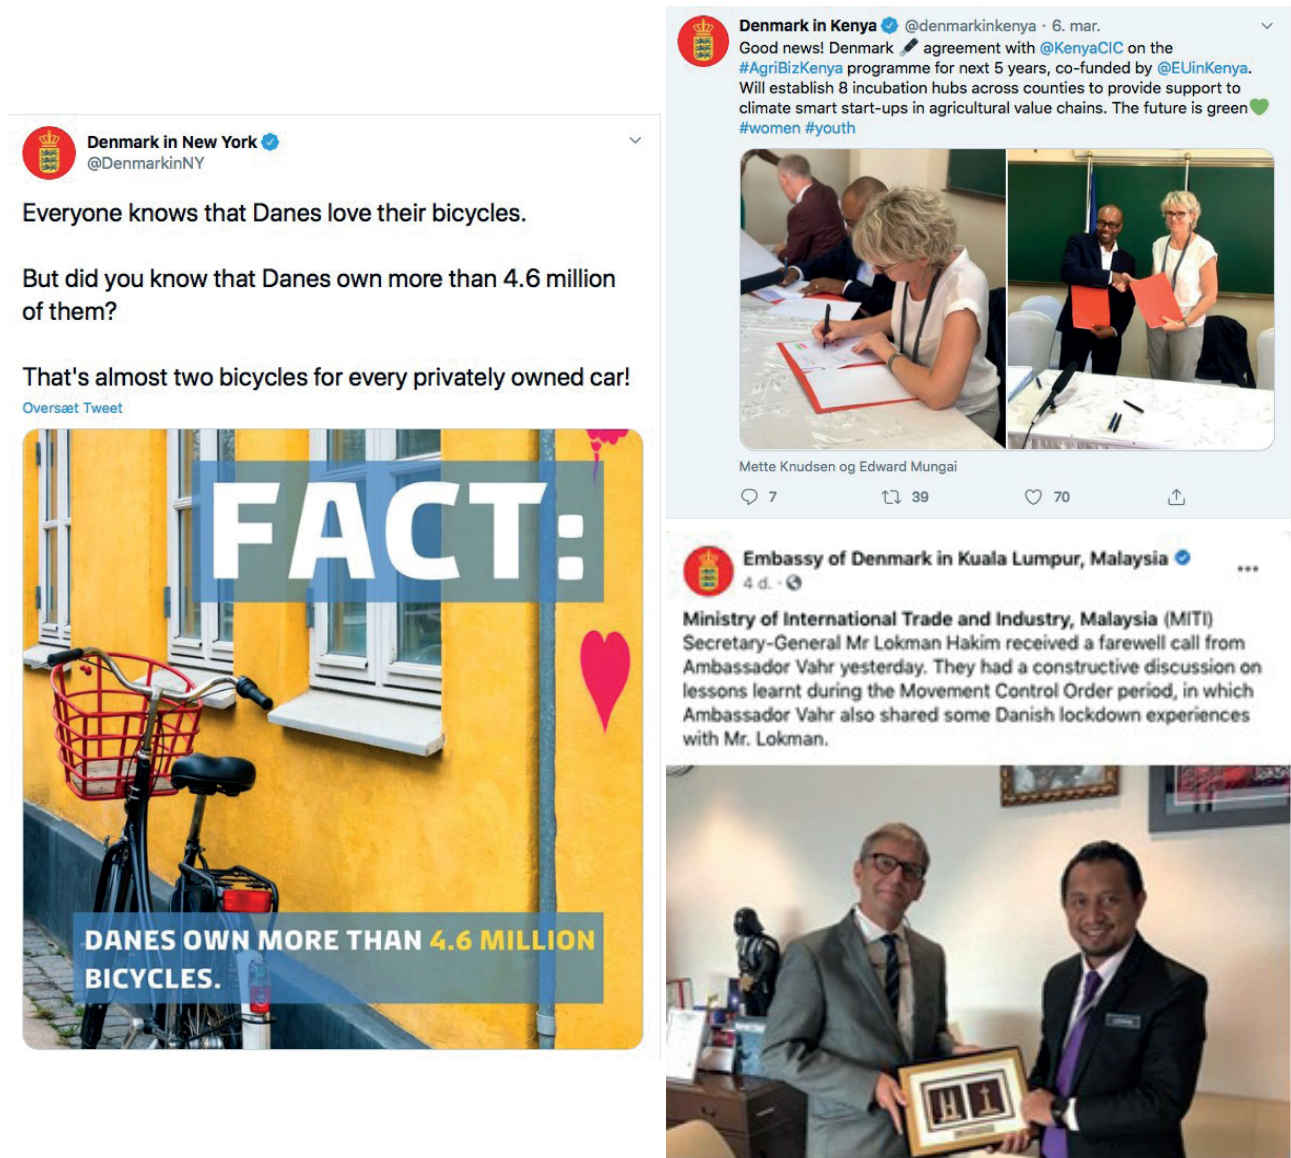 Denmark in New York
@DenmarkinNY
Everyone knows that Danes love their bicycles.
But did you know that Danes own more than 4.6 million
of them?
That's almost two bicycles for every privately owned car!
Oversæt Tweet
FACT:
DANES OWN MORE THAN 4.6 MILLION
BICYCLES.
Denmark in Kenya @denmarkinkenya · 6. mar.
Good news! Denmark agreement with @KenyaCIC on the
#AgriBizKenya programme for next 5 years, co-funded by @EUinKenya.
Will establish 8 incubation hubs across counties to provide support to
climate smart start-ups in agricultural value chains. The future is green
#women #youth
Mette Knudsen og Edward Mungai
7 39 70
Embassy of Denmark in Kuala Lumpur, Malaysia
4 d. ·
Ministry of International Trade and Industry, Malaysia (MITI)
Secretary-General Mr Lokman Hakim received a farewell call from
Ambassador Vahr yesterday. They had a constructive discussion on
lessons learnt during the Movement Control Order period, in which
Ambassador Vahr also shared some Danish lockdown experiences
with Mr. Lokman.